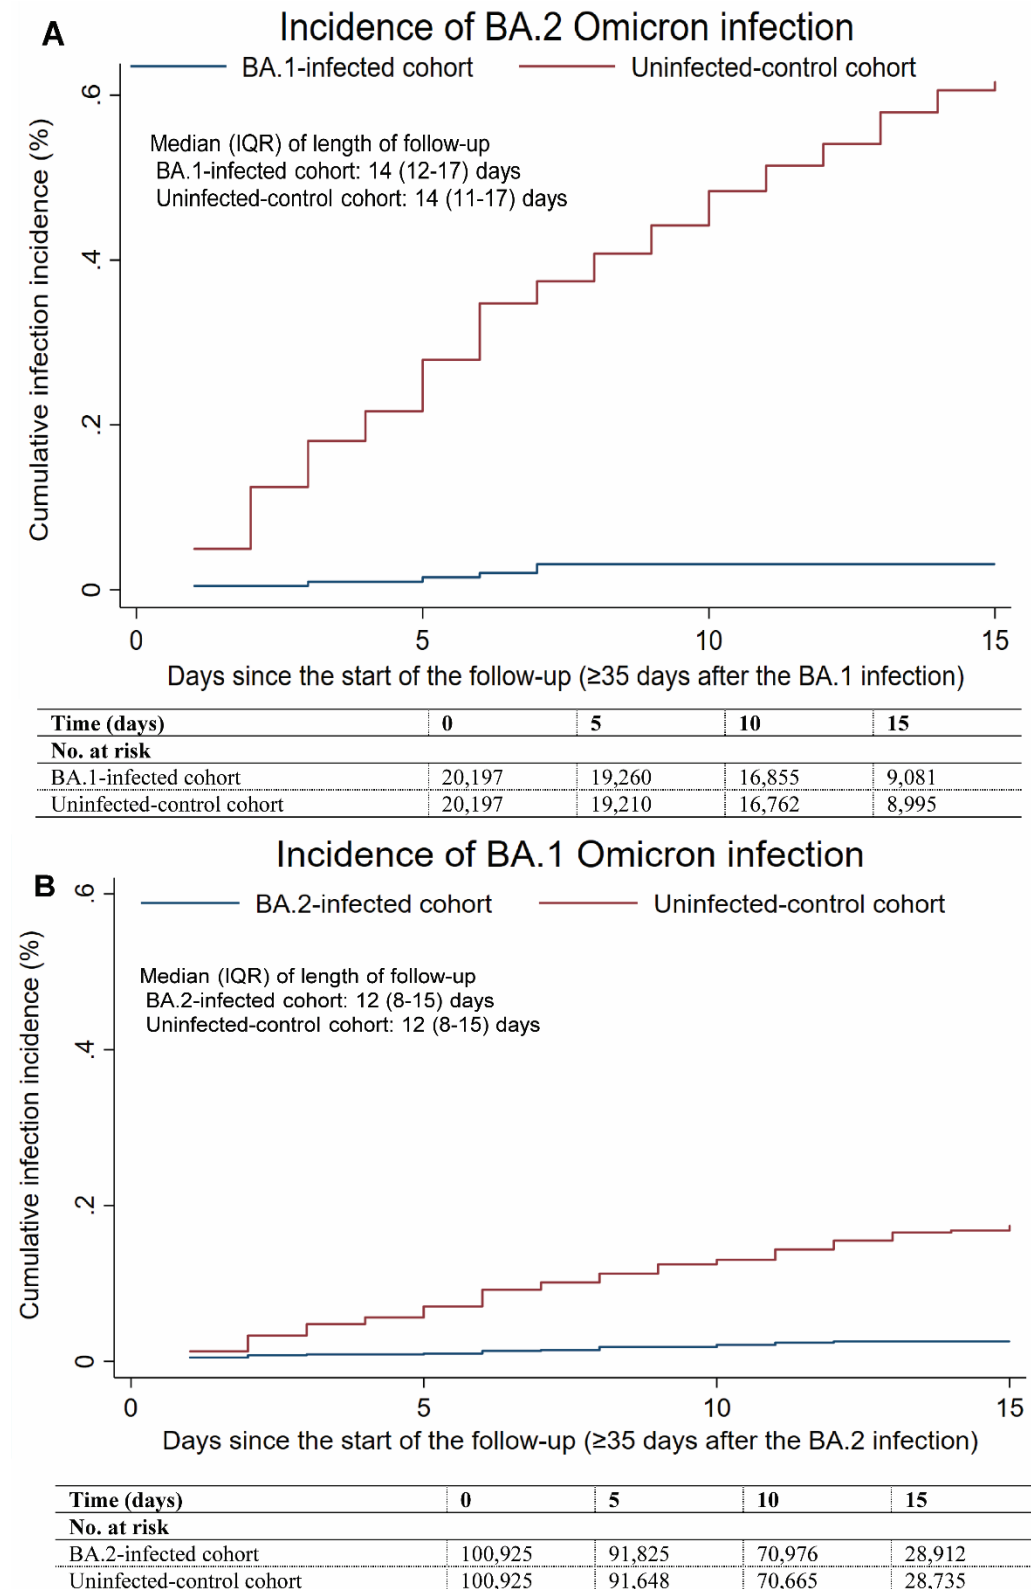 A
Incidence of BA.2 Omicron infection
BA.1-infected cohort Uninfected-control cohort
Median (IQR) of length of follow-up
BA.1-infected cohort: 14 (12-17) days
Uninfected-control cohort: 14 (11-17) days
Cumulative infection incidence (%)
.6
.4
.2
0
0 5 10 15
Days since the start of the follow-up (≥35 days after the BA.1 infection)
Time (days) 0 5 10 15
No. at risk
BA.1-infected cohort 20,197 19,260 16,855 9,081
Uninfected-control cohort 20,197 19,210 16,762 8,995
Incidence of BA.1 Omicron infection
B
BA.2-infected cohort Uninfected-control cohort
Median (IQR) of length of follow-up
BA.2-infected cohort: 12 (8-15) days
Uninfected-control cohort: 12 (8-15) days
Cumulative infection incidence (%)
.6
.4
.2
0
0 5 10 15
Days since the start of the follow-up (≥35 days after the BA.2 infection)
Time (days) 0 5 10 15
No. at risk
BA.2-infected cohort 100,925 91,825 70,976 28,912
Uninfected-control cohort 100,925 91,648 70,665 28,735